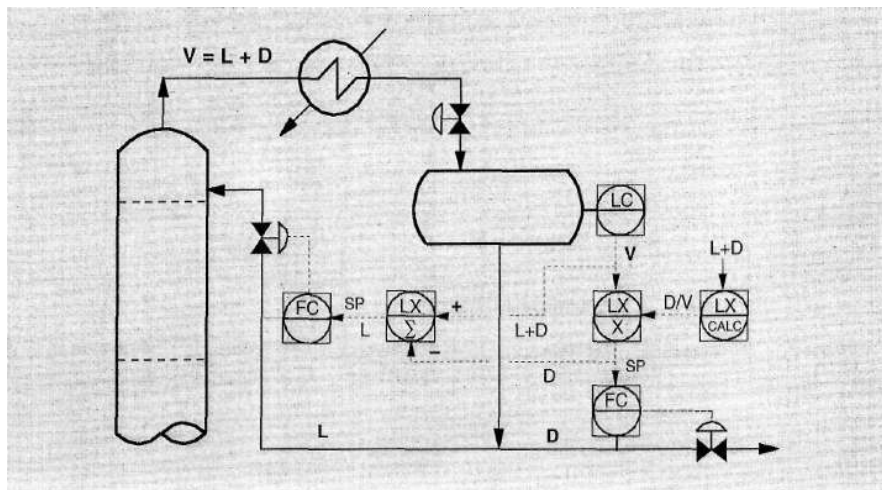 V = L + D
LC
V
L+D
FC
SP
L
LX
Σ
+
−
L+D
LX
X
D/V
LX
CALC
D
SP
FC
L
D